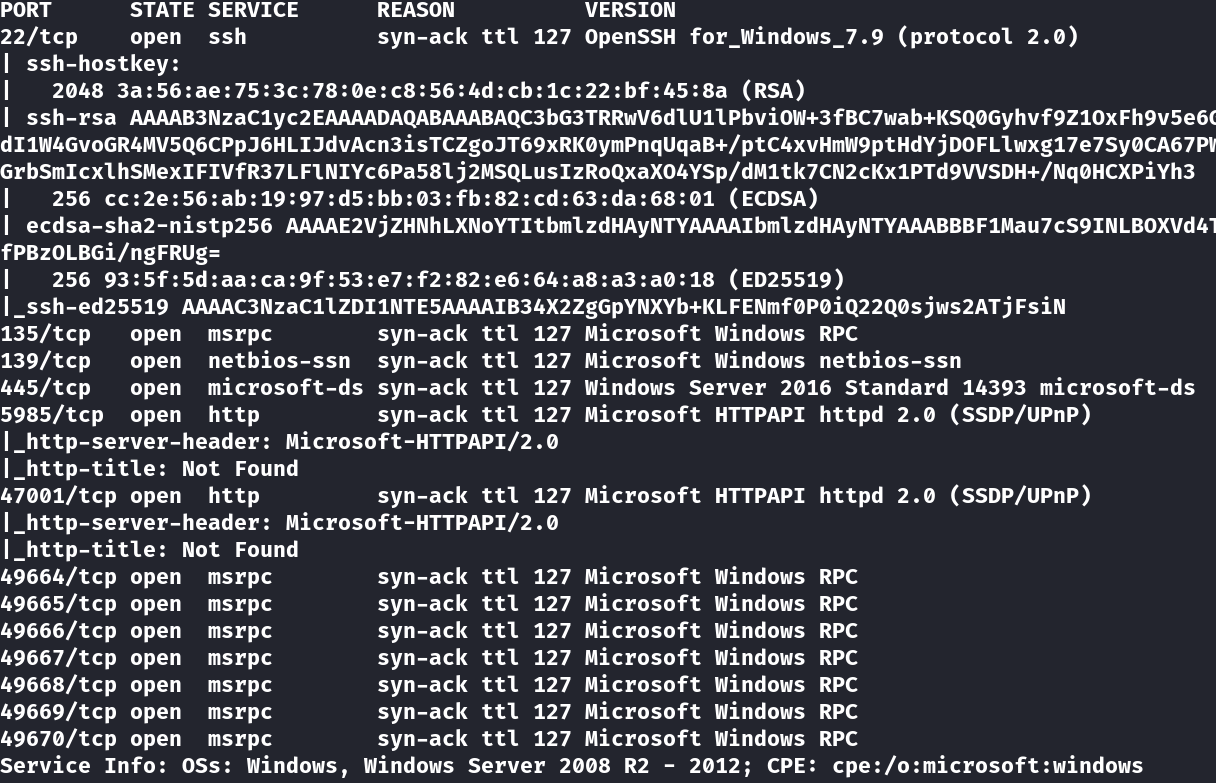 PORT      STATE SERVICE      REASON          VERSION
22/tcp    open  ssh          syn-ack ttl 127 OpenSSH for_Windows_7.9 (protocol 2.0)
| ssh-hostkey:
|   2048 3a:56:ae:75:3c:78:0e:c8:56:4d:cb:1c:22:bf:45:8a (RSA)
| ssh-rsa AAAAB3NzaC1yc2EAAAADAQABAAABAQC3bG3TRRwV6dlU1lPbviOW+3fBC7wab+KSQ0Gyhvf9Z1OxFh9v5e6G
dI1W4GvoGR4MV5Q6CPpJ6HLIJdvAcn3isTCZgoJT69xRK0ymPnqUqaB+/ptC4xvHmW9ptHdYjDOFLlwxg17e7Sy0CA67PW
GrbSmIcxlhSMexIFIVfR37LFlNIYc6Pa58lj2MSQLusIzRoQxaXO4YSp/dM1tk7CN2cKx1PTd9VVSDH+/Nq0HCXPiYh3
|   256 cc:2e:56:ab:19:97:d5:bb:03:fb:82:cd:63:da:68:01 (ECDSA)
| ecdsa-sha2-nistp256 AAAAE2VjZHNhLXNoYTItbmlzdHAyNTYAAAAIbmlzdHAyNTYAAABBBF1Mau7cS9INLBOXVd4T
fPBzOLBGi/ngFRUg=
|   256 93:5f:5d:aa:ca:9f:53:e7:f2:82:e6:64:a8:a3:a0:18 (ED25519)
|_ssh-ed25519 AAAAC3NzaC1lZDI1NTE5AAAAIB34X2ZgGpYNXYb+KLFENmf0P0iQ22Q0sjws2ATjFsiN
135/tcp   open  msrpc        syn-ack ttl 127 Microsoft Windows RPC
139/tcp   open  netbios-ssn  syn-ack ttl 127 Microsoft Windows netbios-ssn
445/tcp   open  microsoft-ds syn-ack ttl 127 Windows Server 2016 Standard 14393 microsoft-ds
5985/tcp  open  http         syn-ack ttl 127 Microsoft HTTPAPI httpd 2.0 (SSDP/UPnP)
|_http-server-header: Microsoft-HTTPAPI/2.0
|_http-title: Not Found
47001/tcp open  http         syn-ack ttl 127 Microsoft HTTPAPI httpd 2.0 (SSDP/UPnP)
|_http-server-header: Microsoft-HTTPAPI/2.0
|_http-title: Not Found
49664/tcp open  msrpc        syn-ack ttl 127 Microsoft Windows RPC
49665/tcp open  msrpc        syn-ack ttl 127 Microsoft Windows RPC
49666/tcp open  msrpc        syn-ack ttl 127 Microsoft Windows RPC
49667/tcp open  msrpc        syn-ack ttl 127 Microsoft Windows RPC
49668/tcp open  msrpc        syn-ack ttl 127 Microsoft Windows RPC
49669/tcp open  msrpc        syn-ack ttl 127 Microsoft Windows RPC
49670/tcp open  msrpc        syn-ack ttl 127 Microsoft Windows RPC
Service Info: OSs: Windows, Windows Server 2008 R2 - 2012; CPE: cpe:/o:microsoft:windows